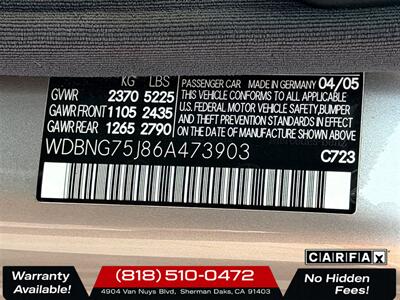 KG LBS
GVWR 2370 5225
GAWR FRONT 1105 2435
GAWR REAR 1265 2790
PASSENGER CAR MADE IN GERMANY 04/05
THIS VEHICLE CONFORMS TO ALL APPLICABLE
U.S. FEDERAL MOTOR VEHICLE SAFETY, BUMPER,
AND THEFT PREVENTION STANDARDS IN EFFECT ON
THE DATE OF MANUFACTURE SHOWN ABOVE.
WDBNG75J86A473903
Mercedes-Benz
C723
Warranty Available!
(818) 510-0472
4904 Van Nuys Blvd, Sherman Oaks, CA 91403
CARFAX
No Hidden Fees!